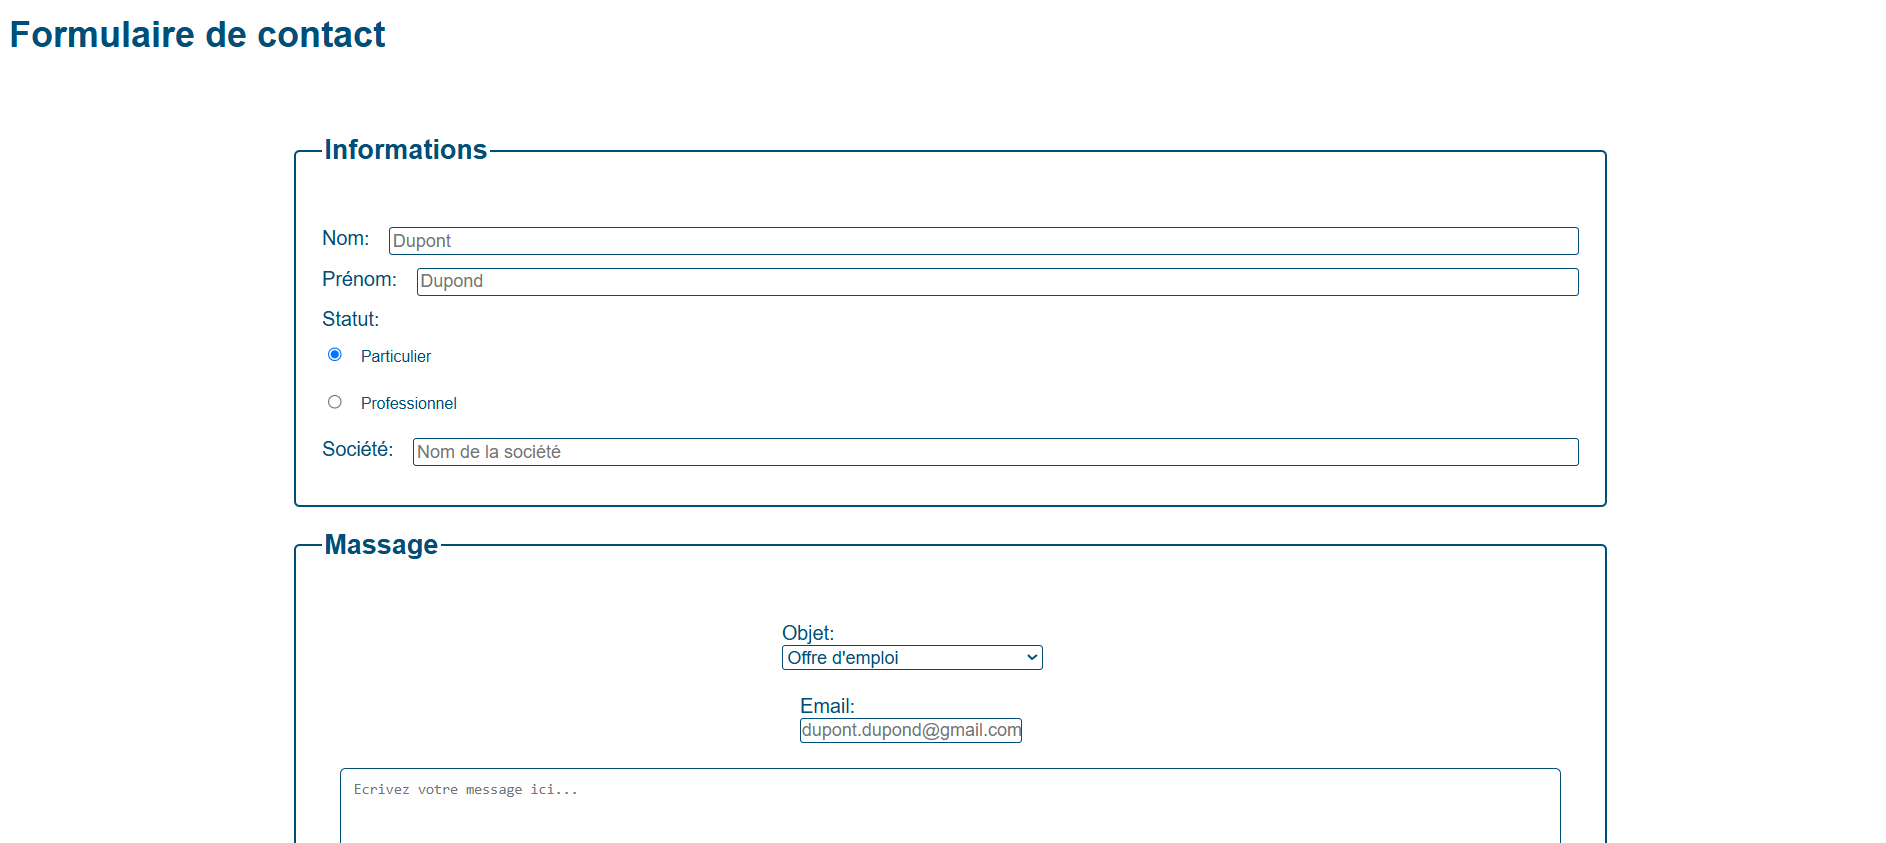 Formulaire de contact
Informations
Nom: Dupont
Prénom: Dupond
Statut:
Particulier
Professionnel
Société: Nom de la société
Massage
Objet:
Offre d'emploi
Email:
dupont.dupond@gmail.com
Ecrivez votre message ici...